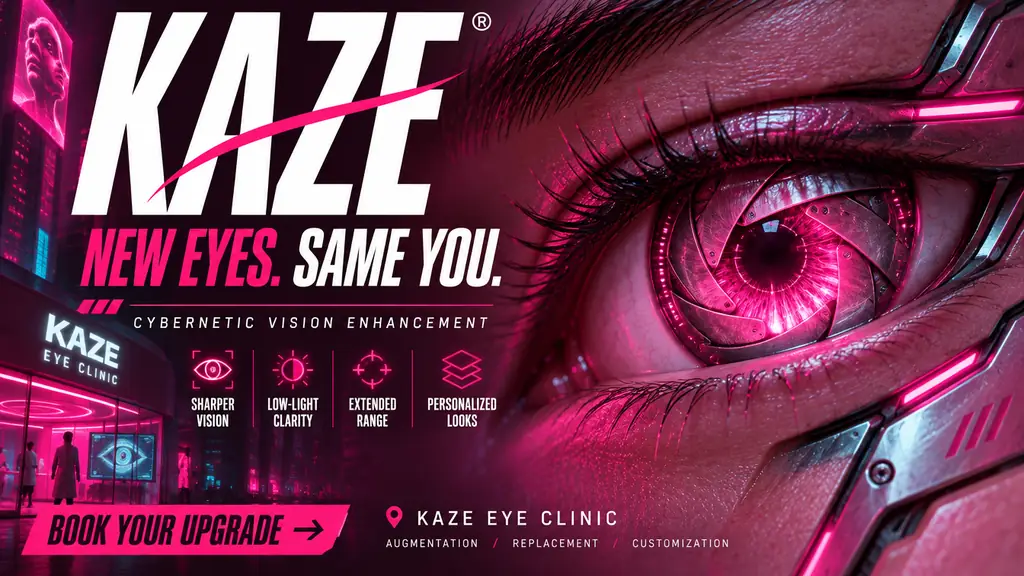 KAZE®
NEW EYES. SAME YOU.
CYBERNETIC VISION ENHANCEMENT
KAZE
EYE CLINIC
SHARPER
VISION
LOW-LIGHT
CLARITY
EXTENDED
RANGE
PERSONALIZED
LOOKS
BOOK YOUR UPGRADE →
KAZE EYE CLINIC
AUGMENTATION / REPLACEMENT / CUSTOMIZATION